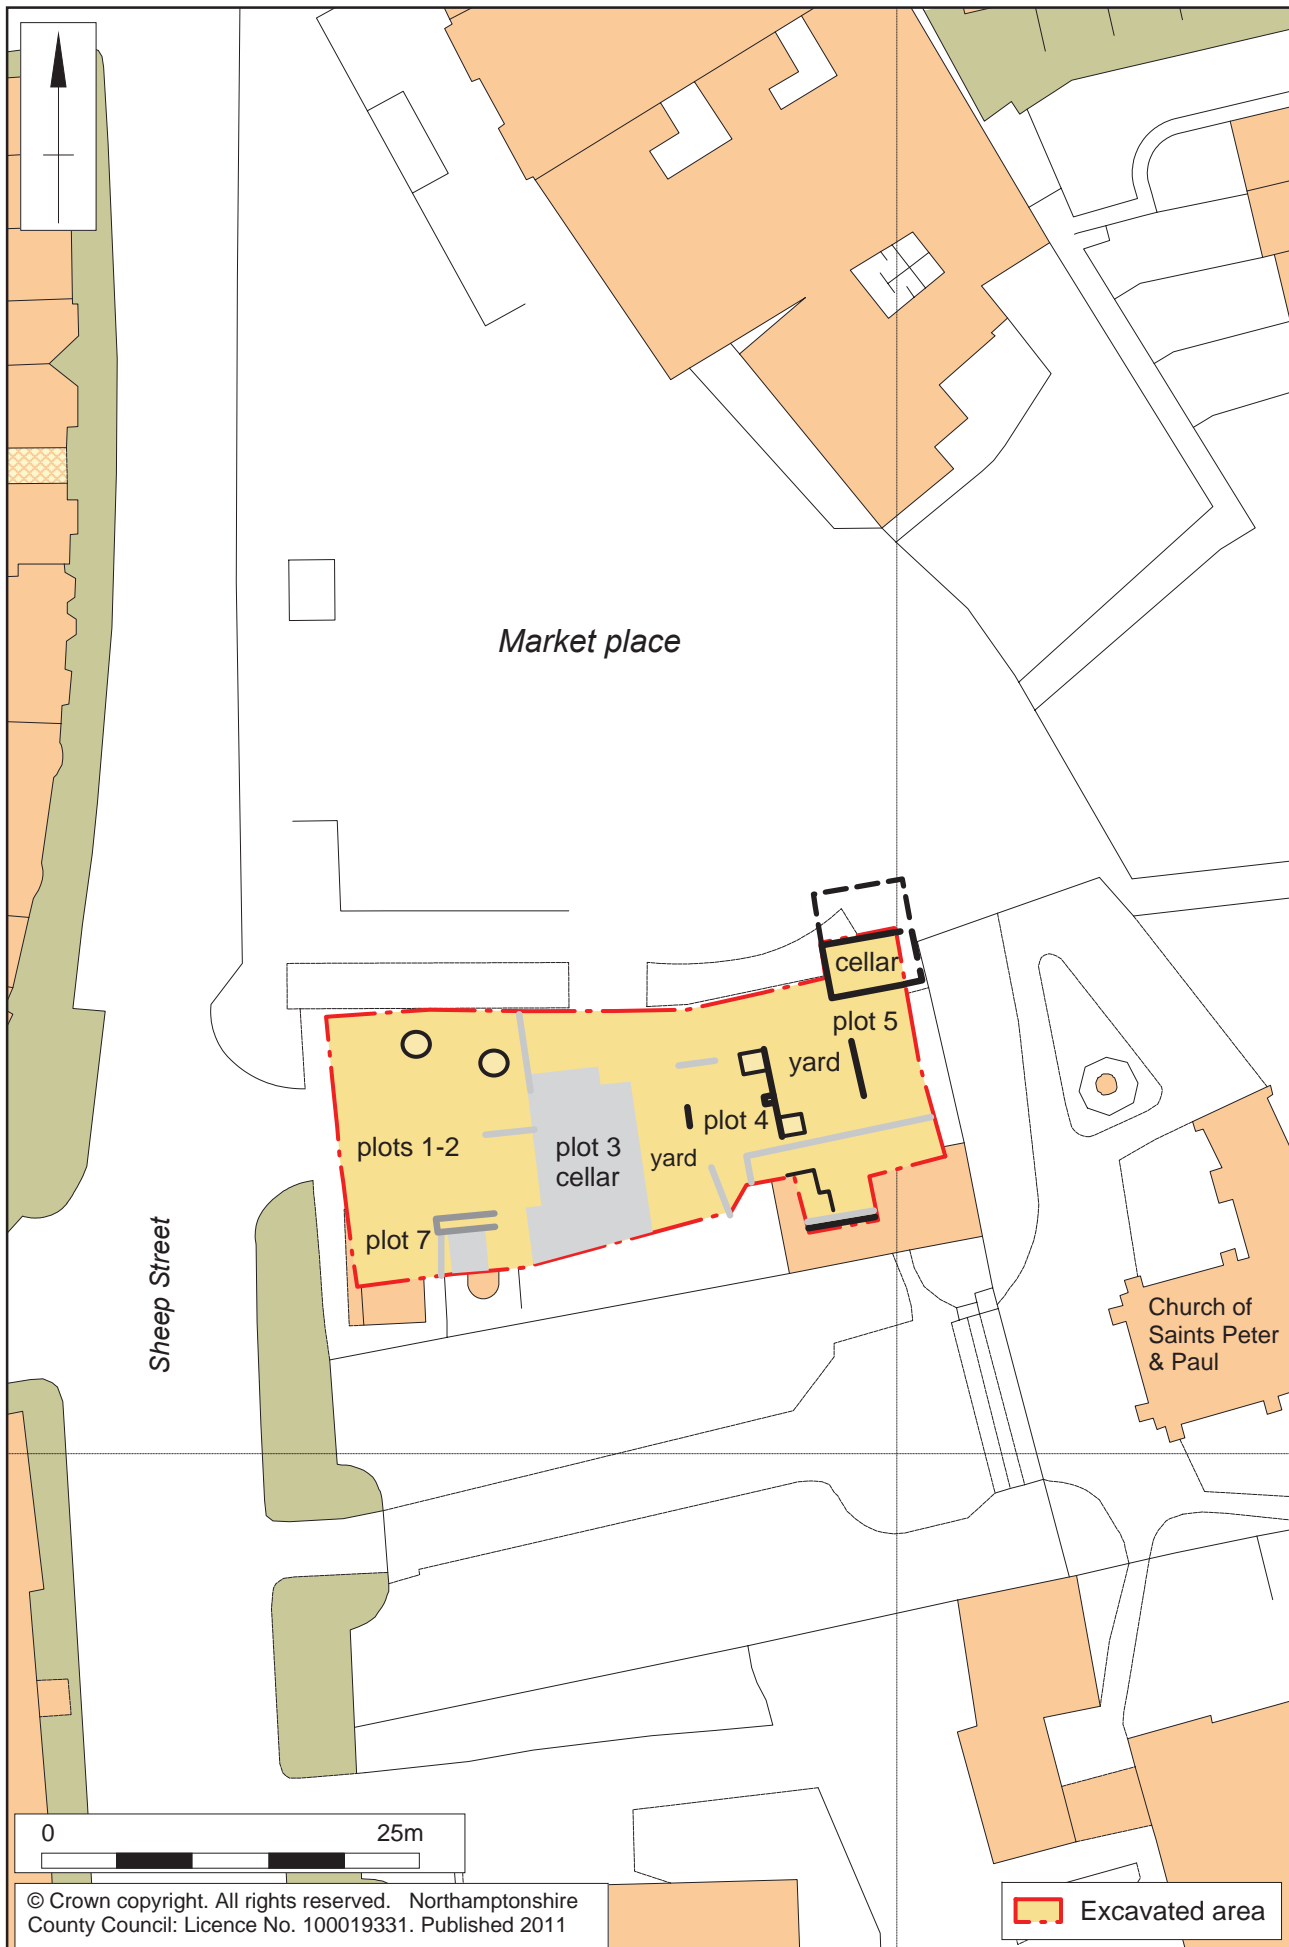 Market place
cellar
plot 5
yard
plot 4
plots 1-2
plot 3
cellar
yard
plot 7
Sheep Street
Church of
Saints Peter
& Paul
0 25m
© Crown copyright. All rights reserved. Northamptonshire
County Council: Licence No. 100019331. Published 2011
Excavated area